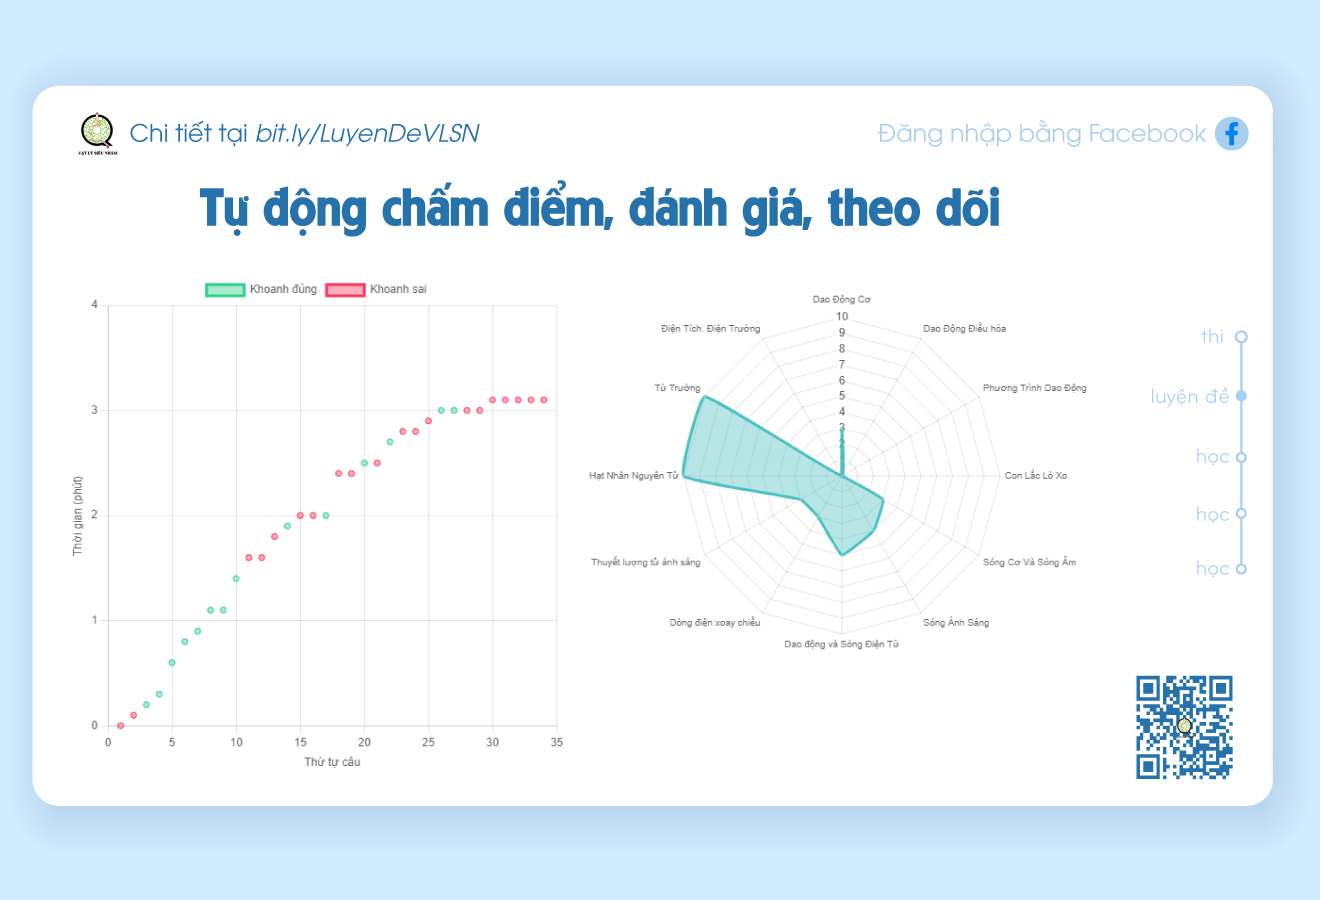 VẬT LÝ SIÊU NHÂM
Chi tiết tại bit.ly/LuyenDeVLSN
Đăng nhập bằng Facebook
Tự động chấm điểm, đánh giá, theo dõi
Khoanh đúng
Khoanh sai
4
3
2
1
0
Thời gian (phút)
0 5 10 15 20 25 30 35
Thứ tự câu
Dao Động Cơ
Dao Động Điều hòa
Phương Trình Dao Động
Con Lắc Lò Xo
Sóng Cơ Và Sóng Âm
Sóng Ánh Sáng
Dao động và Sóng Điện Từ
Dòng điện xoay chiều
Thuyết lượng tử ánh sáng
Hạt Nhân Nguyên Tử
Từ Trường
Điện Tích. Điện Trường
10
9
8
7
6
5
4
3
2
thi
luyện đề
học
học
học